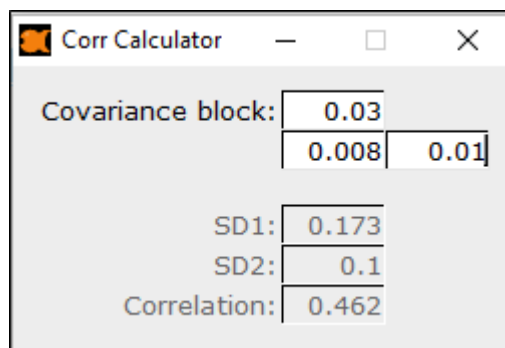 Corr Calculator
Covariance block: 0.03
0.008 0.01
SD1: 0.173
SD2: 0.1
Correlation: 0.462